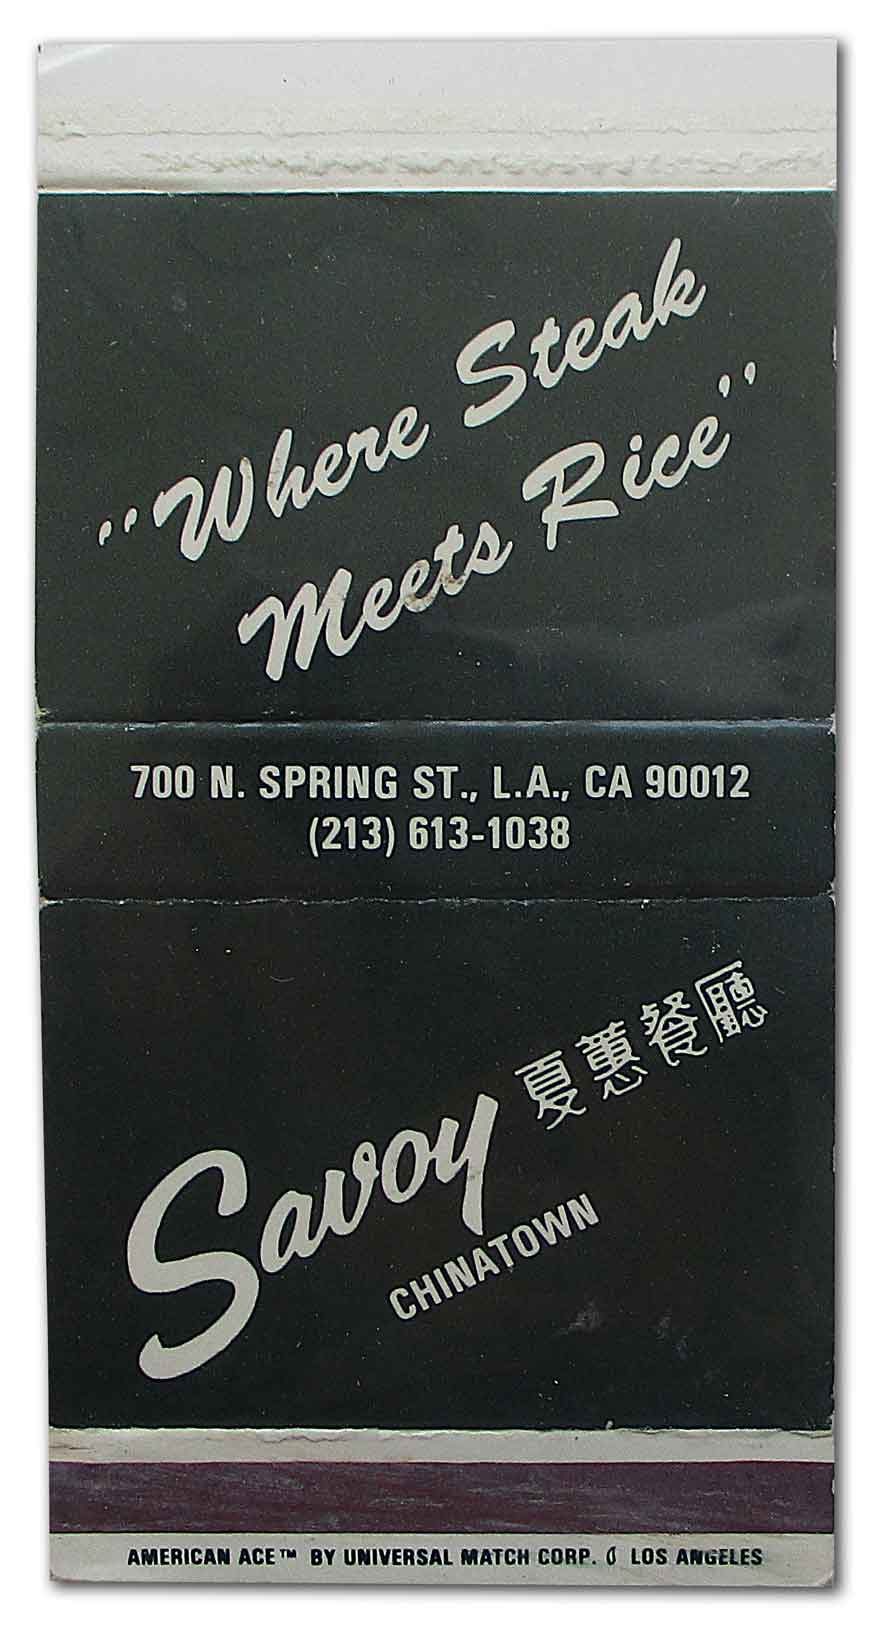 "Where Steak
Meets Rice"
700 N. SPRING ST., L.A., CA 90012
(213) 613-1038
Savoy 夏蕙餐廳
CHINATOWN
AMERICAN ACE™ BY UNIVERSAL MATCH CORP. LOS ANGELES